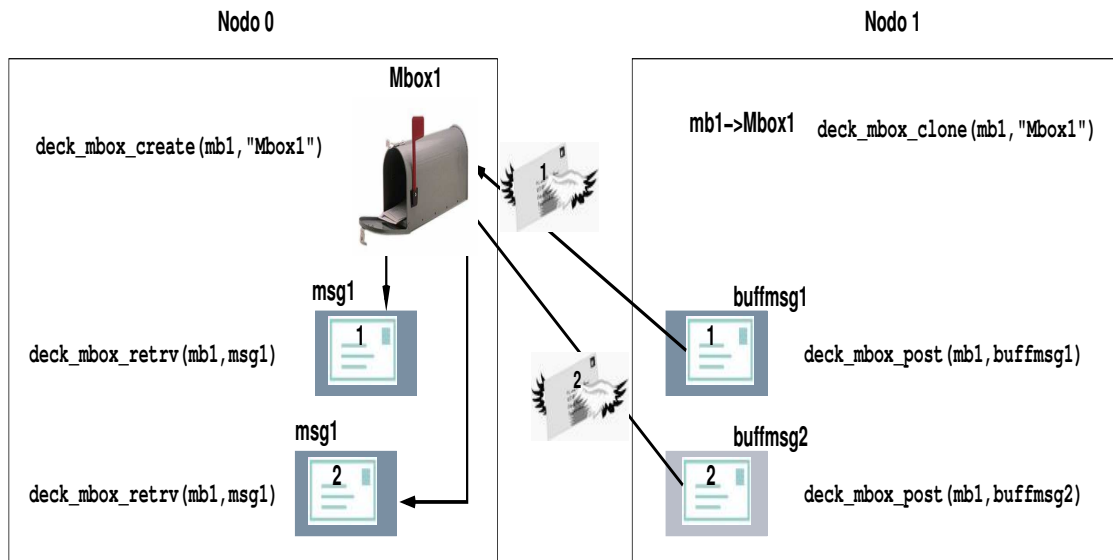 Nodo 0
Nodo 1
Mbox1
deck_mbox_create(mb1,"Mbox1")
mb1->Mbox1
deck_mbox_clone(mb1,"Mbox1")
1
msg1
buffmsg1
1
1
deck_mbox_retrv(mb1,msg1)
deck_mbox_post(mb1,buffmsg1)
2
msg1
buffmsg2
2
2
deck_mbox_retrv(mb1,msg1)
deck_mbox_post(mb1,buffmsg2)